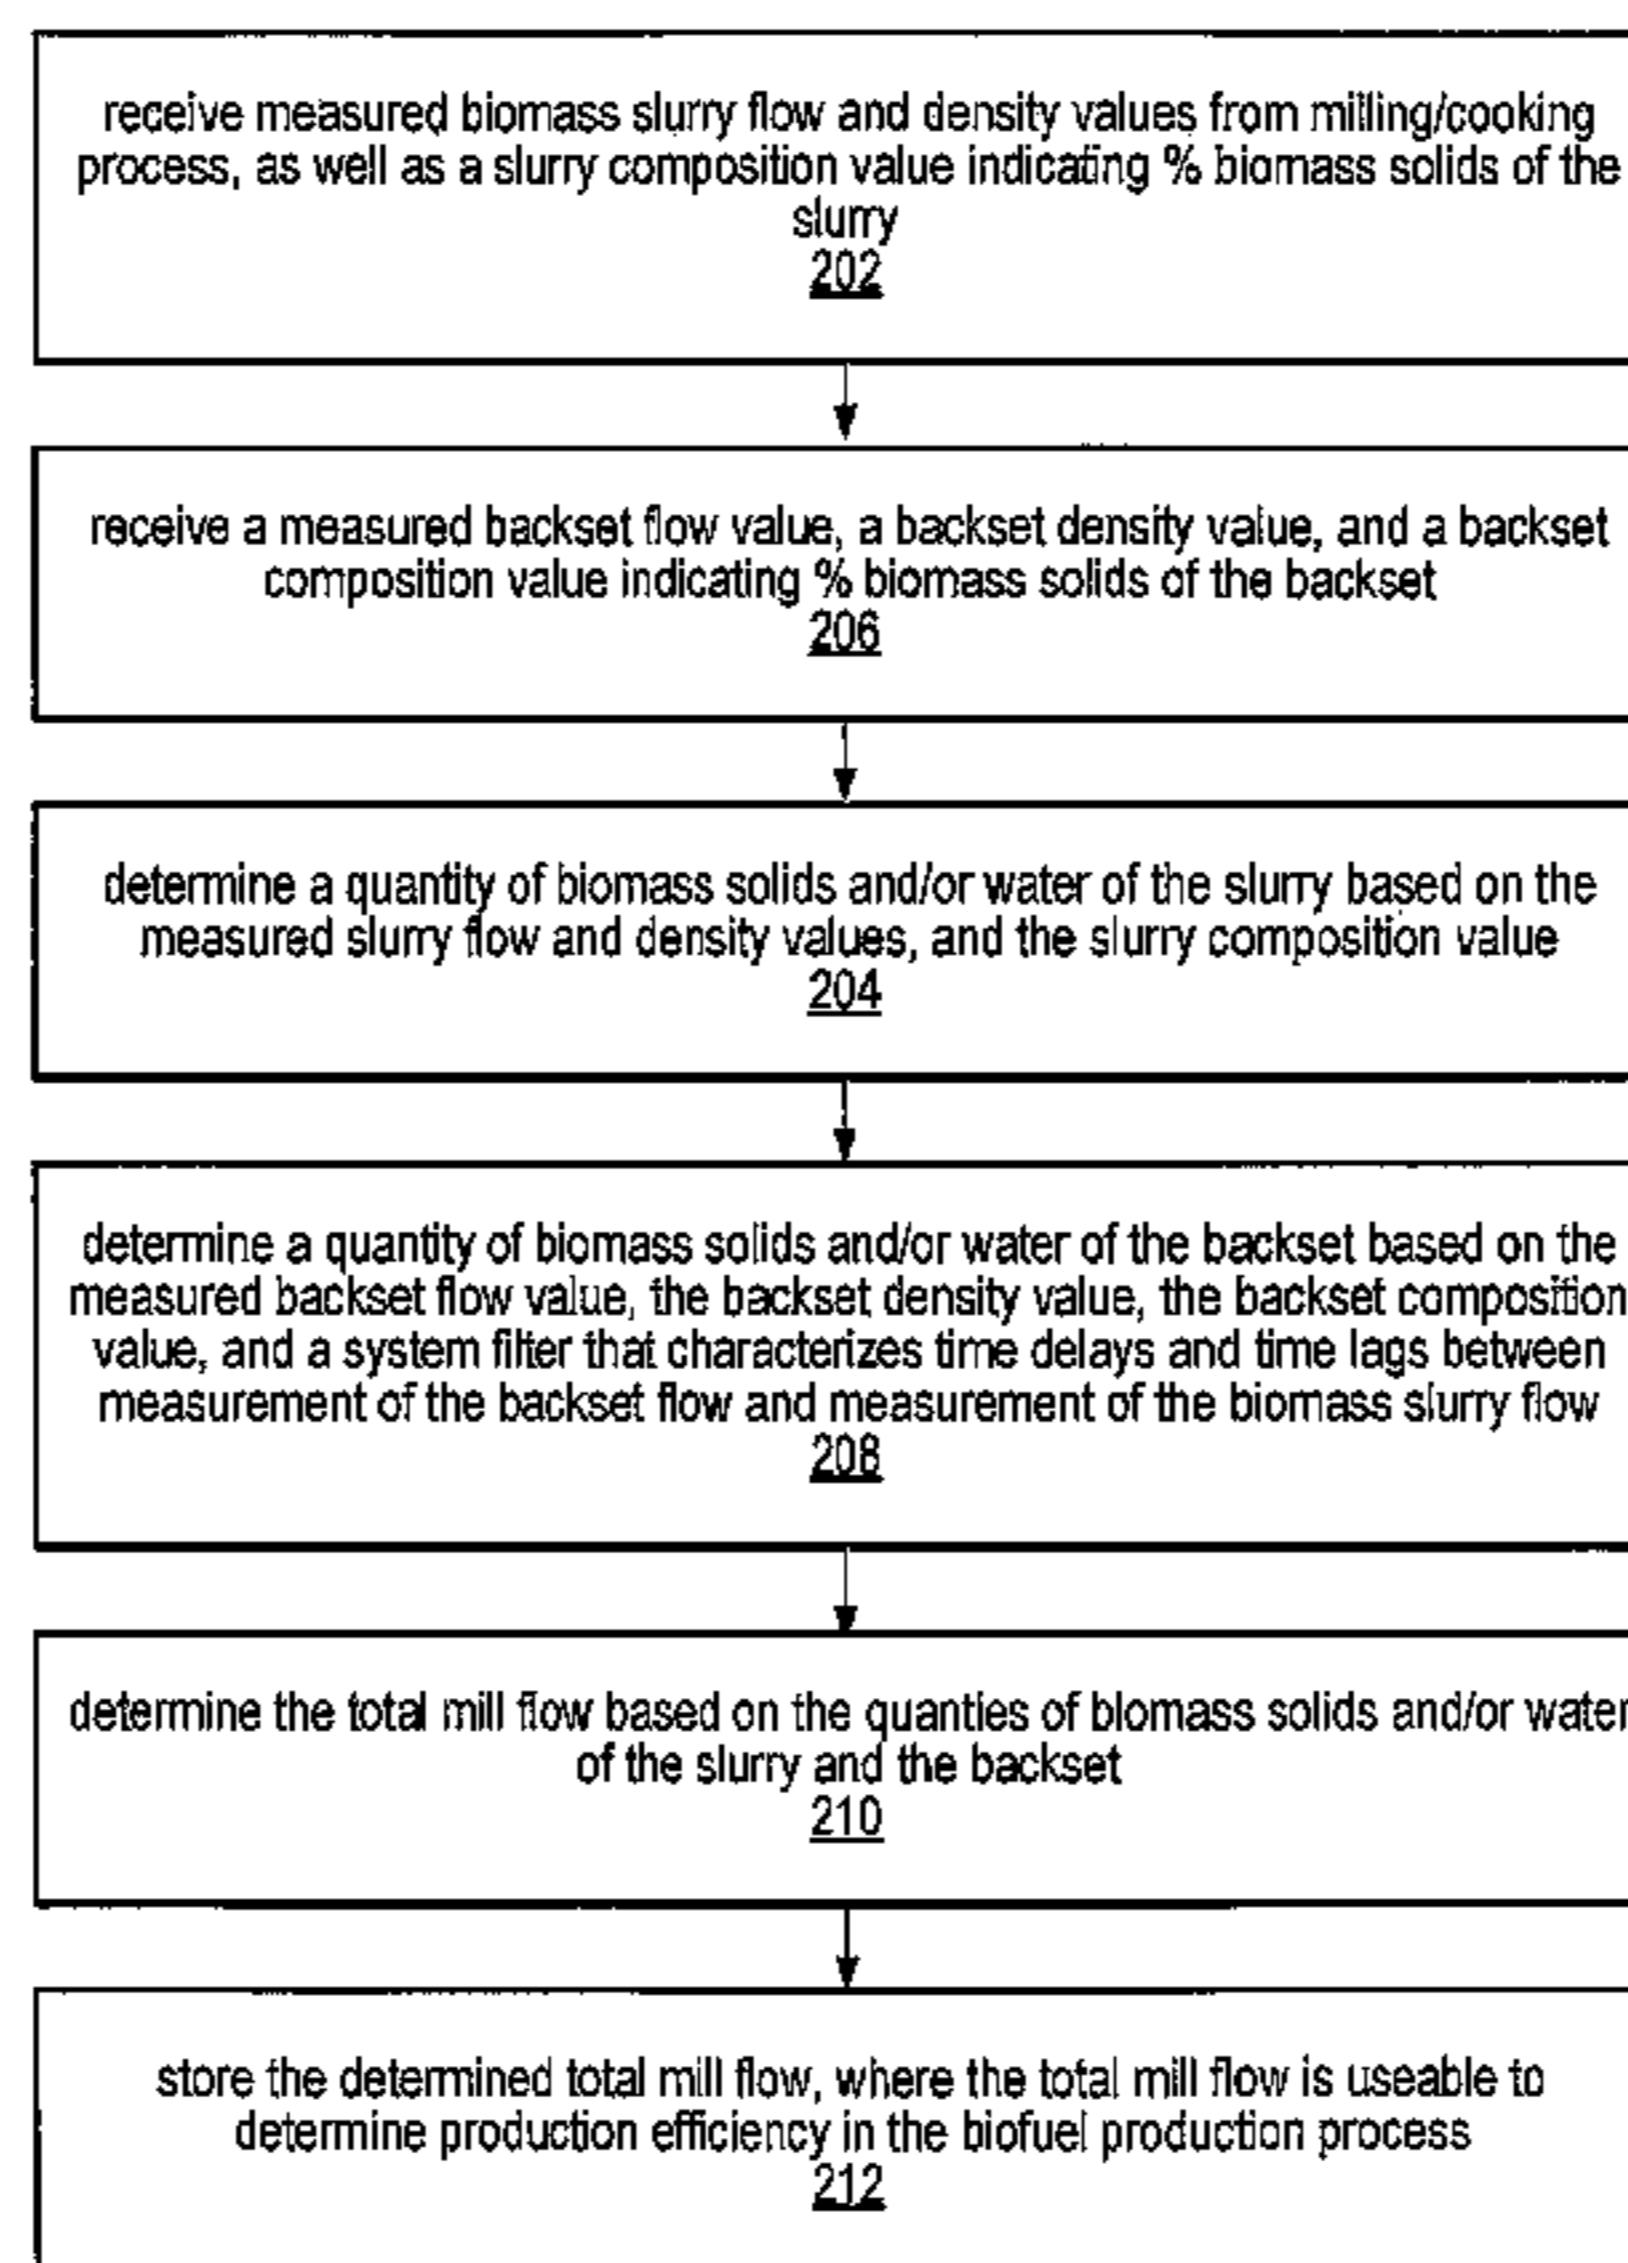 receive measured biomass slurry flow and density values from milling/cooking
process, as well as a slurry composition value indicating % biomass solids of the
slurry
202
receive a measured backset flow value, a backset density value, and a backset
composition value indicating % biomass solids of the backset
206
determine a quantity of biomass solids and/or water of the slurry based on the
measured slurry flow and density values, and the slurry composition value
204
determine a quantity of biomass solids and/or water of the backset based on the
measured backset flow value, the backset density value, the backset composition
value, and a system filter that characterizes time delays and time lags between
measurement of the backset flow and measurement of the biomass slurry flow
208
determine the total mill flow based on the quanties of biomass solids and/or water
of the slurry and the backset
210
store the determined total mill flow, where the total mill flow is useable to
determine production efficiency in the biofuel production process
212